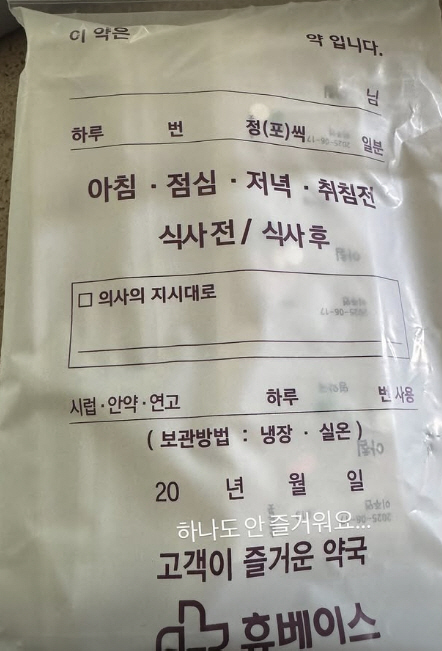 이 약은 약 입니다.
님
하루 번 정(포)씩 일분
아침 · 점심 · 저녁 · 취침전
식사 전 / 식사 후
□ 의사의 지시대로
시럽·안약·연고 하루 번 사용
( 보관방법 : 냉장 · 실온 )
20 년 월 일
하나도 안 즐거워요...
고객이 즐거운 약국
휴베이스